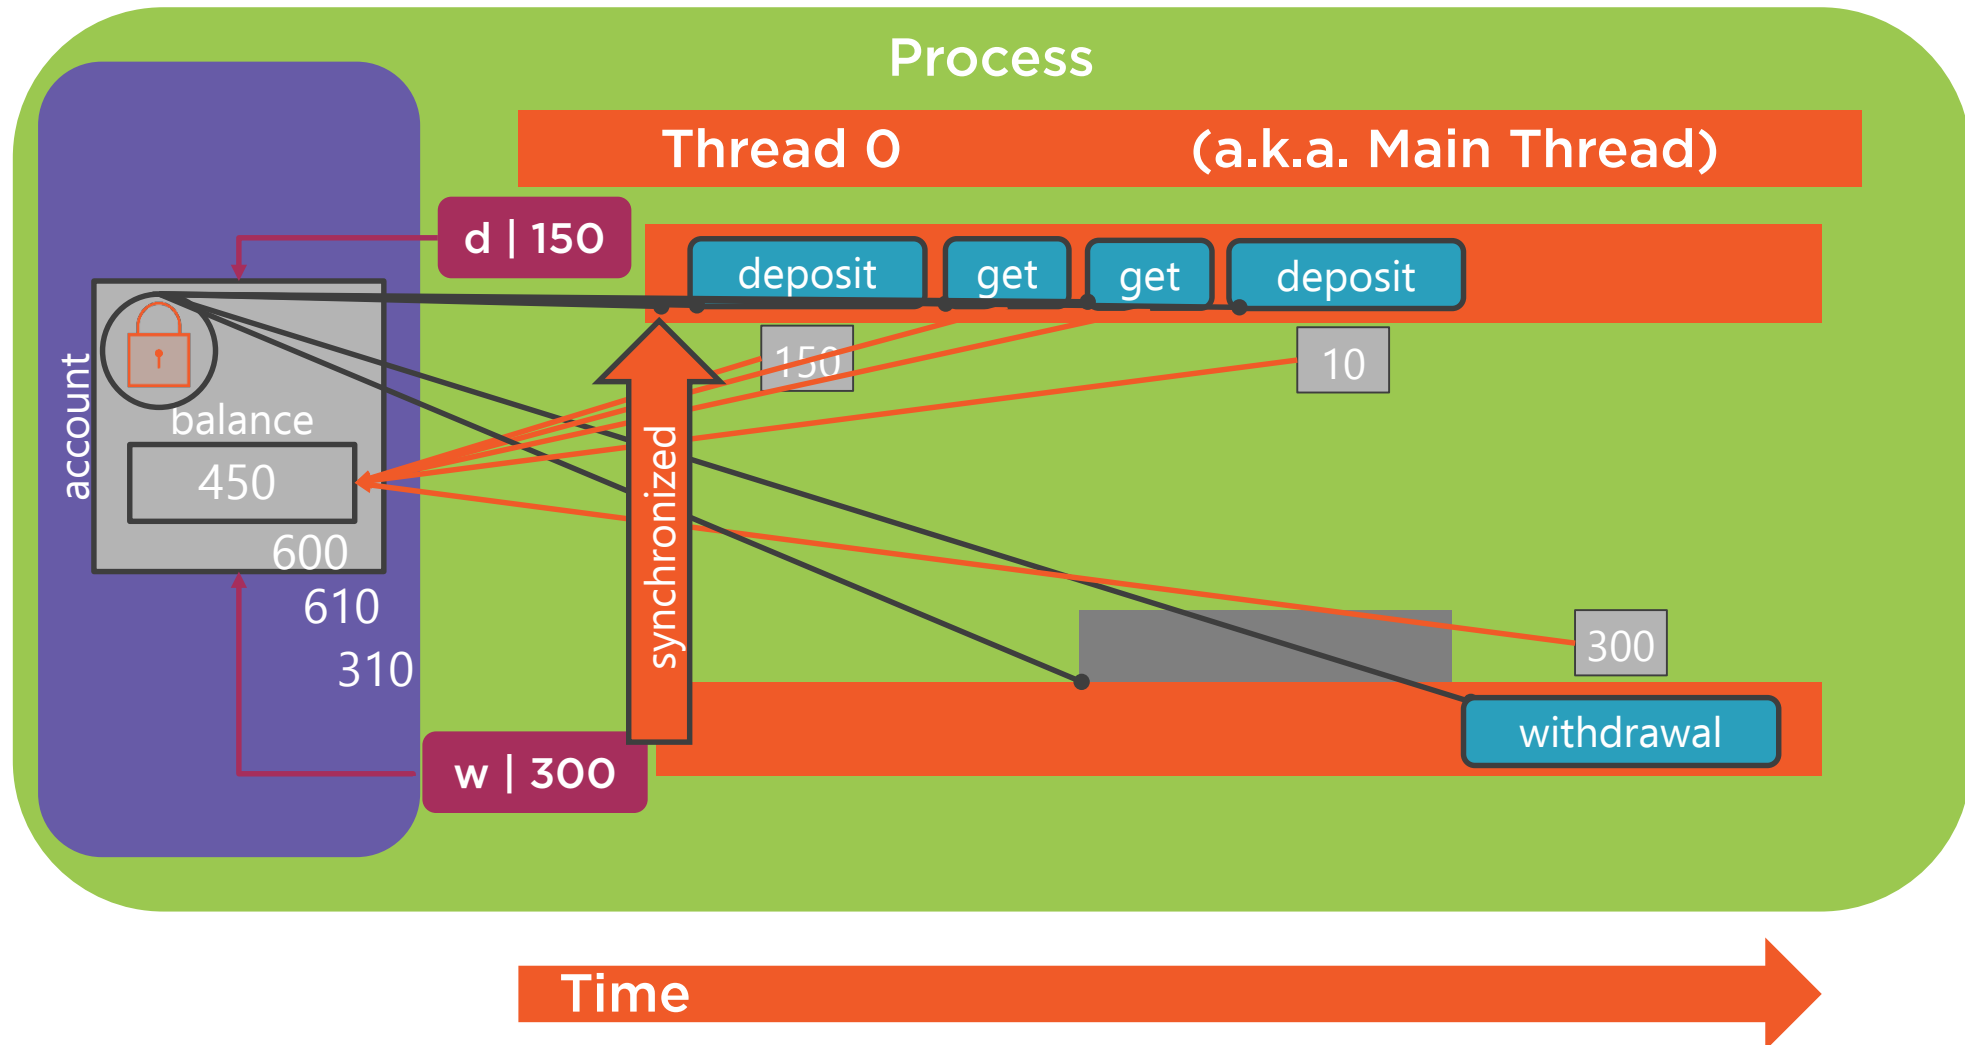 Process
Thread 0 (a.k.a. Main Thread)
d | 150
deposit get get deposit
150 10
account
balance
450
600
610
310
synchronized
300
withdrawal
w | 300
Time